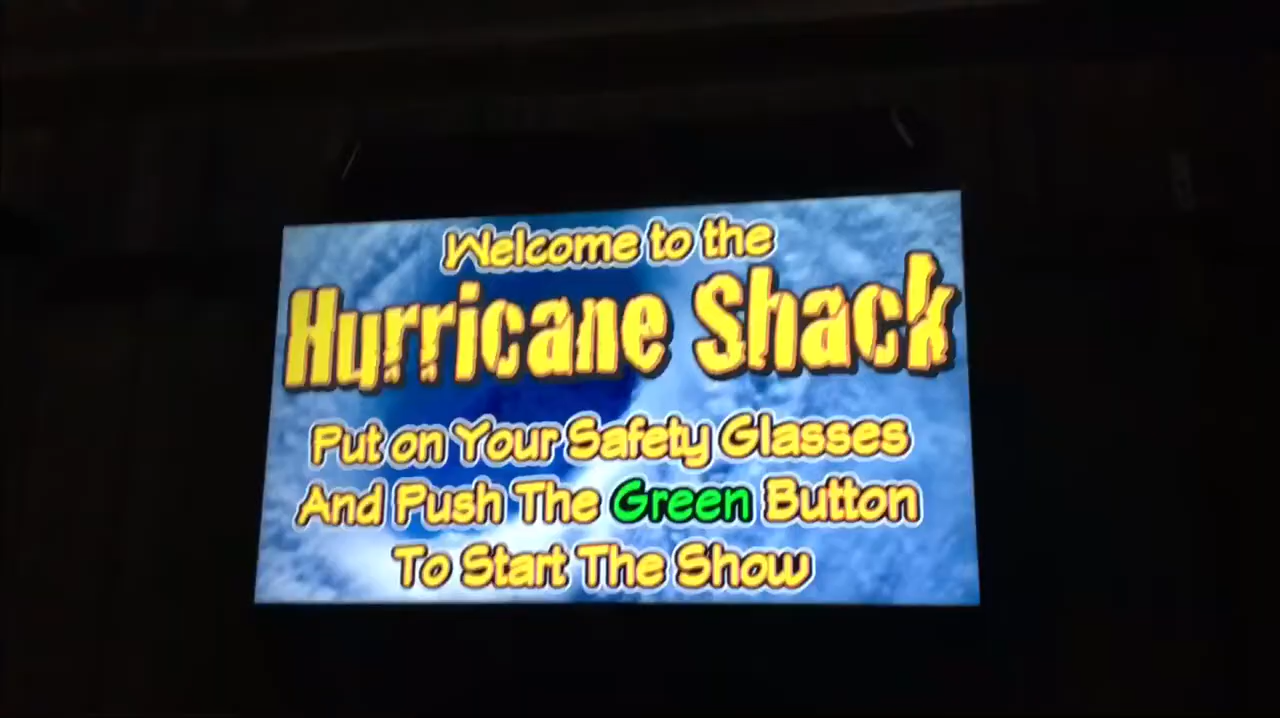 Welcome to the
Hurricane Shack
Put on Your Safety Glasses
And Push The Green Button
To Start The Show